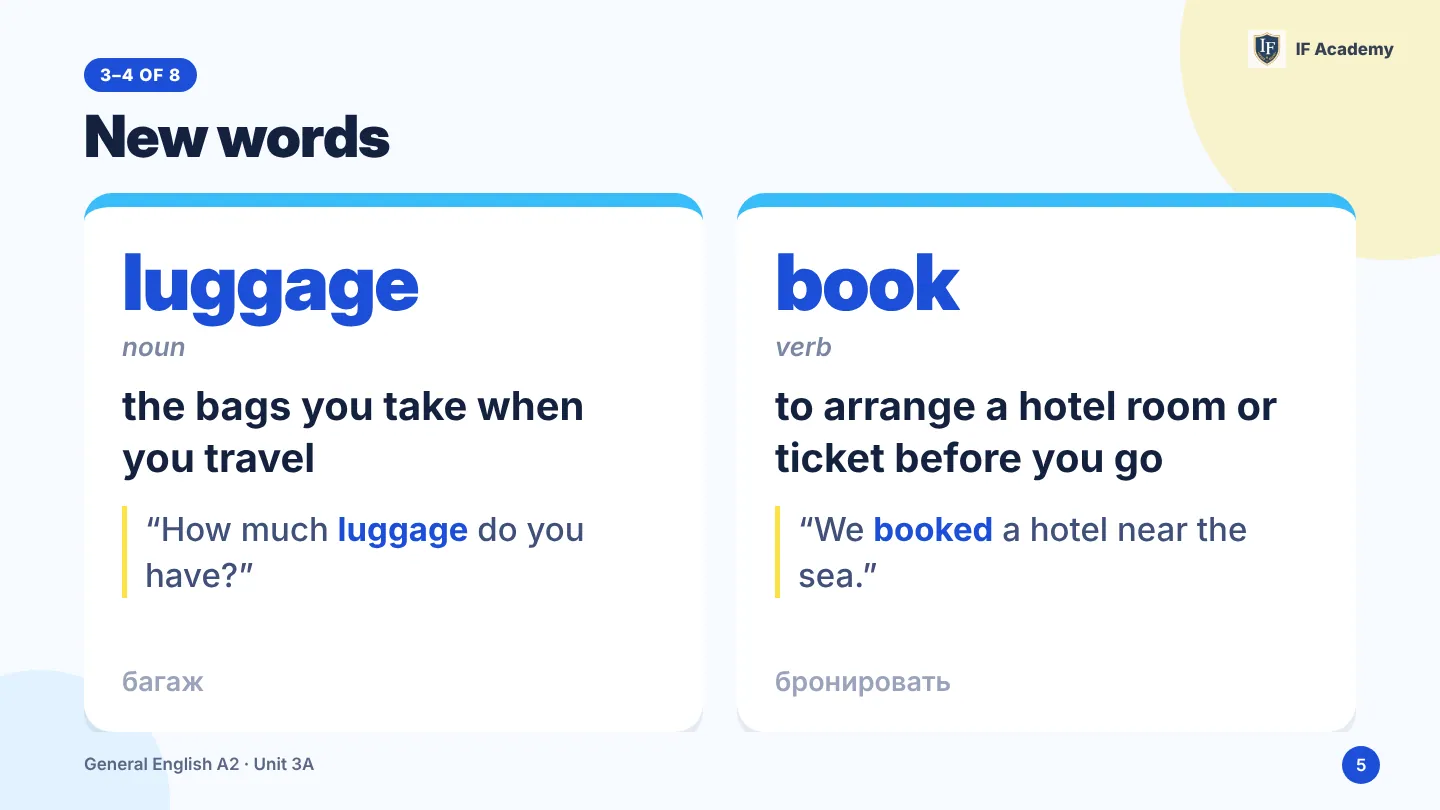 IF
IF Academy
3–4 OF 8
New words
luggage
noun
the bags you take when
you travel
“How much luggage do you
have?”
багаж
book
verb
to arrange a hotel room or
ticket before you go
“We booked a hotel near the
sea.”
бронировать
General English A2 · Unit 3A
5